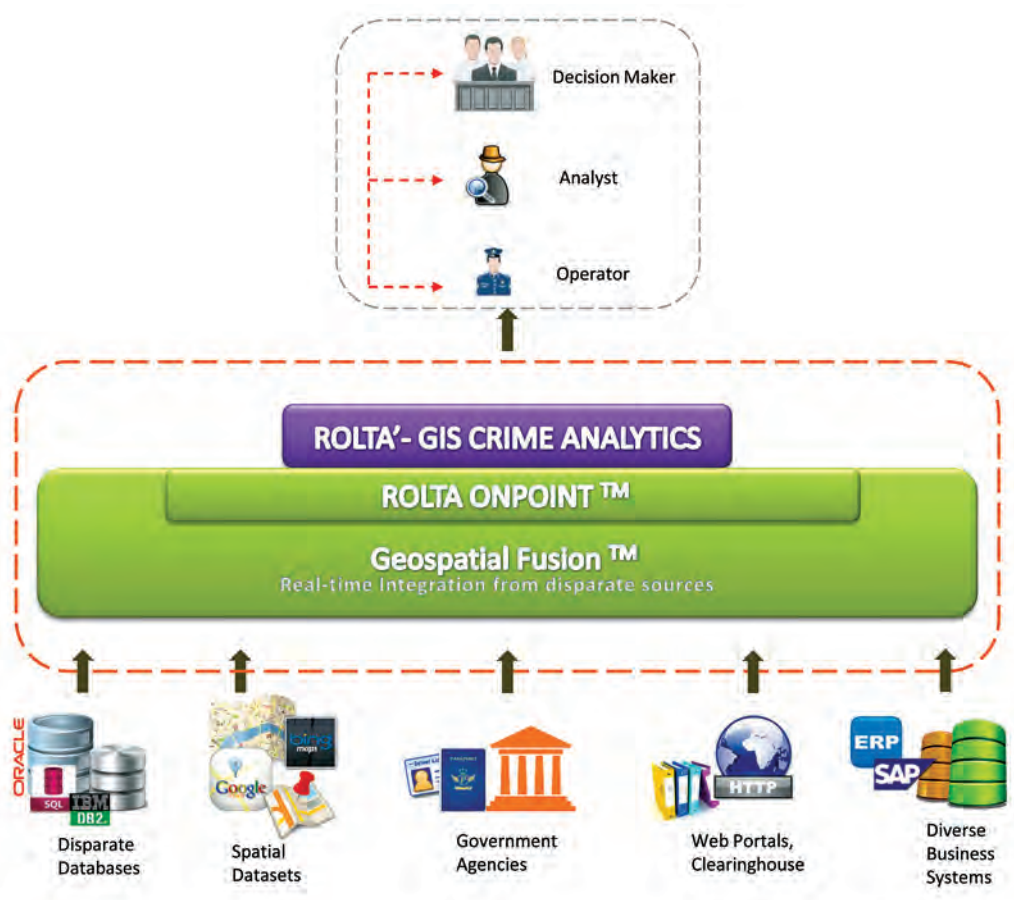 Decision Maker
Analyst
Operator
ROLTA'- GIS CRIME ANALYTICS
ROLTA ONPOINT ™
Geospatial Fusion ™
Real-time Integration from disparate sources
ORACLE
SQL
IBM
DB2.
bing
maps
Google
HTTP
ERP
SAP
Disparate
Databases
Spatial
Datasets
Government
Agencies
Web Portals,
Clearinghouse
Diverse
Business
Systems